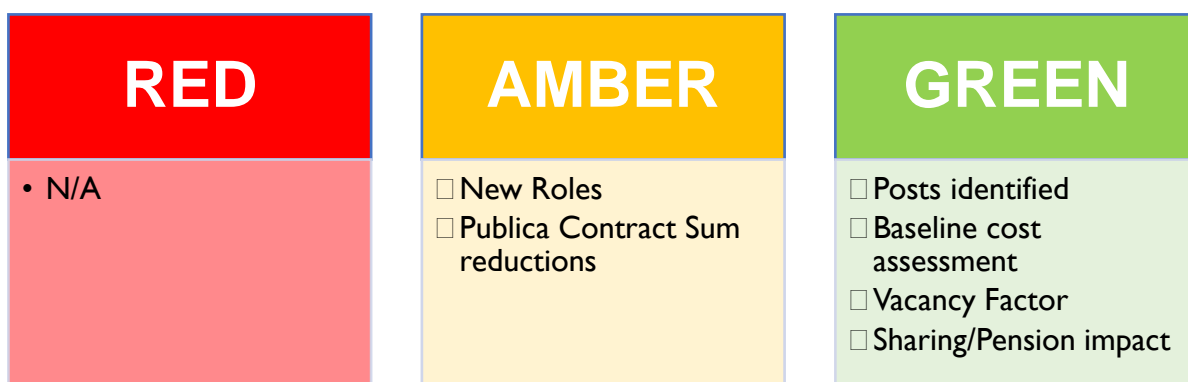 RED
• N/A
AMBER
□ New Roles
□ Publica Contract Sum
reductions
GREEN
□ Posts identified
□ Baseline cost
assessment
□ Vacancy Factor
□ Sharing/Pension impact